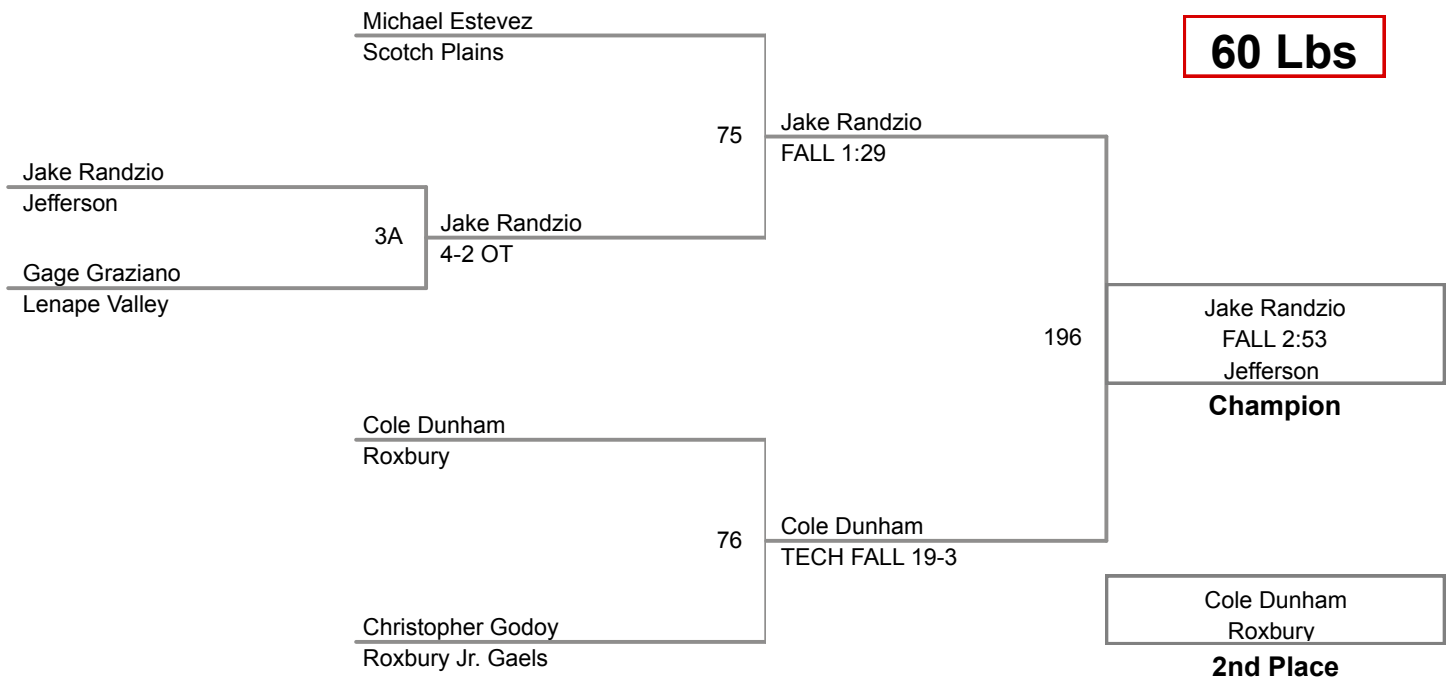 Michael Estevez
Scotch Plains
60 Lbs
75
Jake Randzio
FALL 1:29
Jake Randzio
Jefferson
3A
Jake Randzio
4-2 OT
Gage Graziano
Lenape Valley
196
Jake Randzio
FALL 2:53
Jefferson
Champion
Cole Dunham
Roxbury
76
Cole Dunham
TECH FALL 19-3
Christopher Godoy
Roxbury Jr. Gaels
Cole Dunham
Roxbury
2nd Place